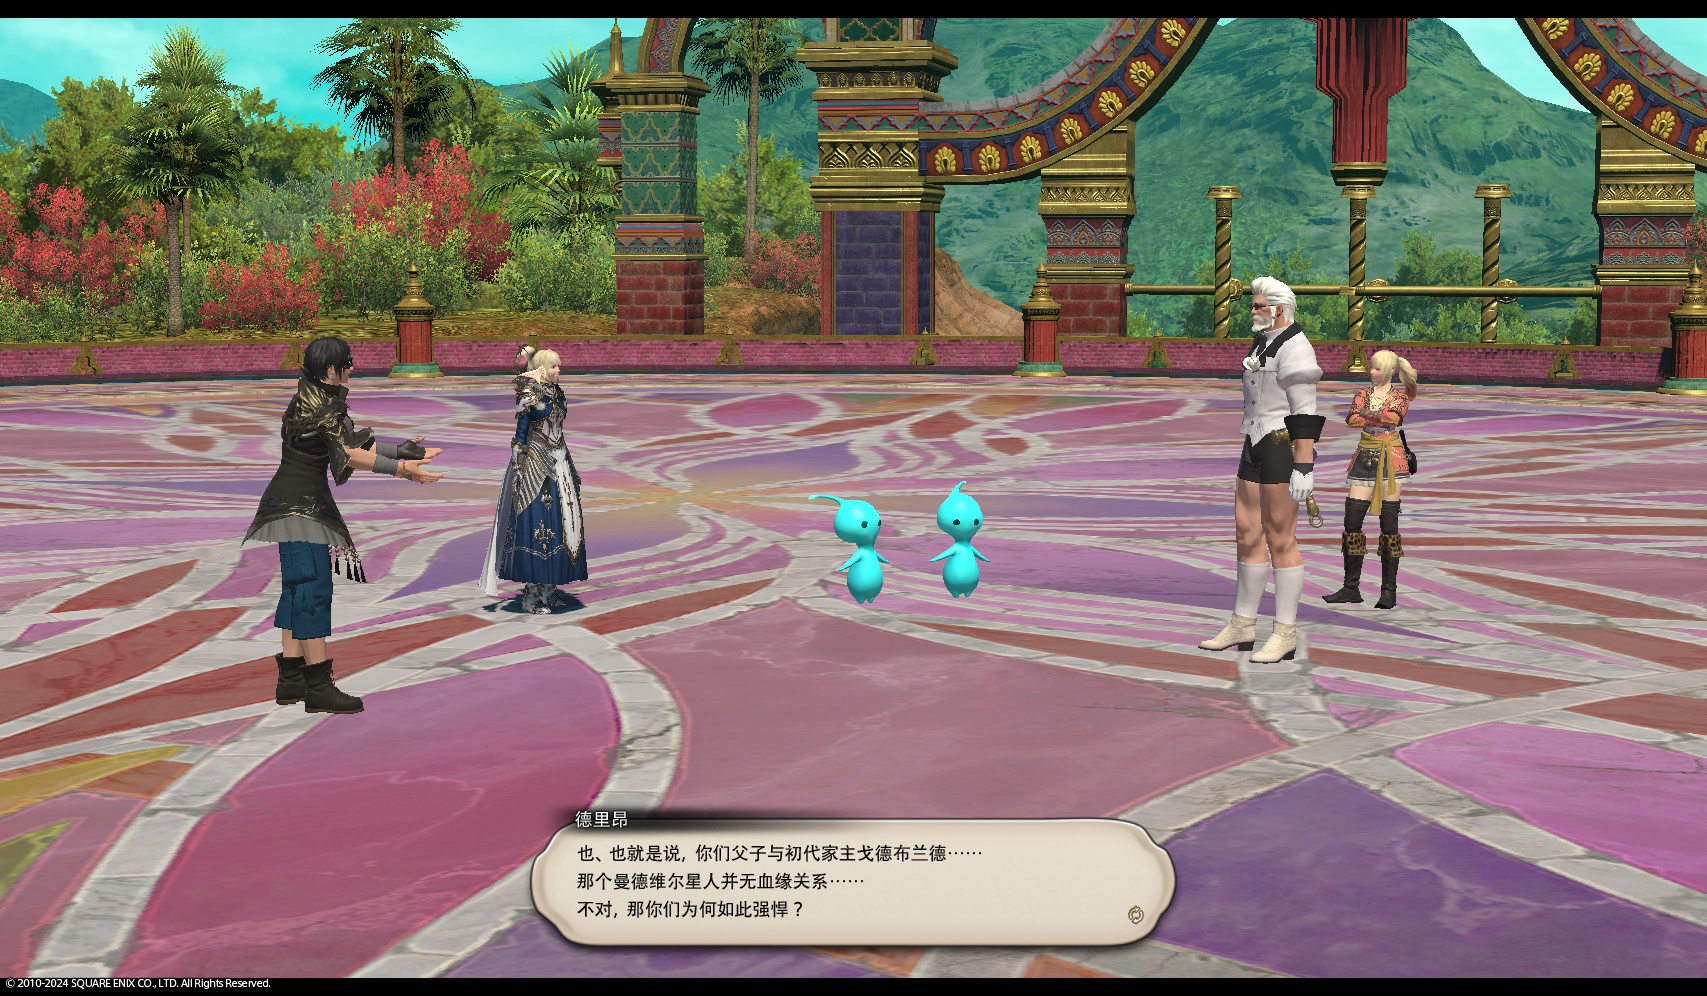 德里昂
也、也就是说，你们父子与初代家主戈德布兰德……
那个曼德维尔星人并无血缘关系……
不对，那你们为何如此强悍？
© 2010-2024 SQUARE ENIX CO., LTD. All Rights Reserved.